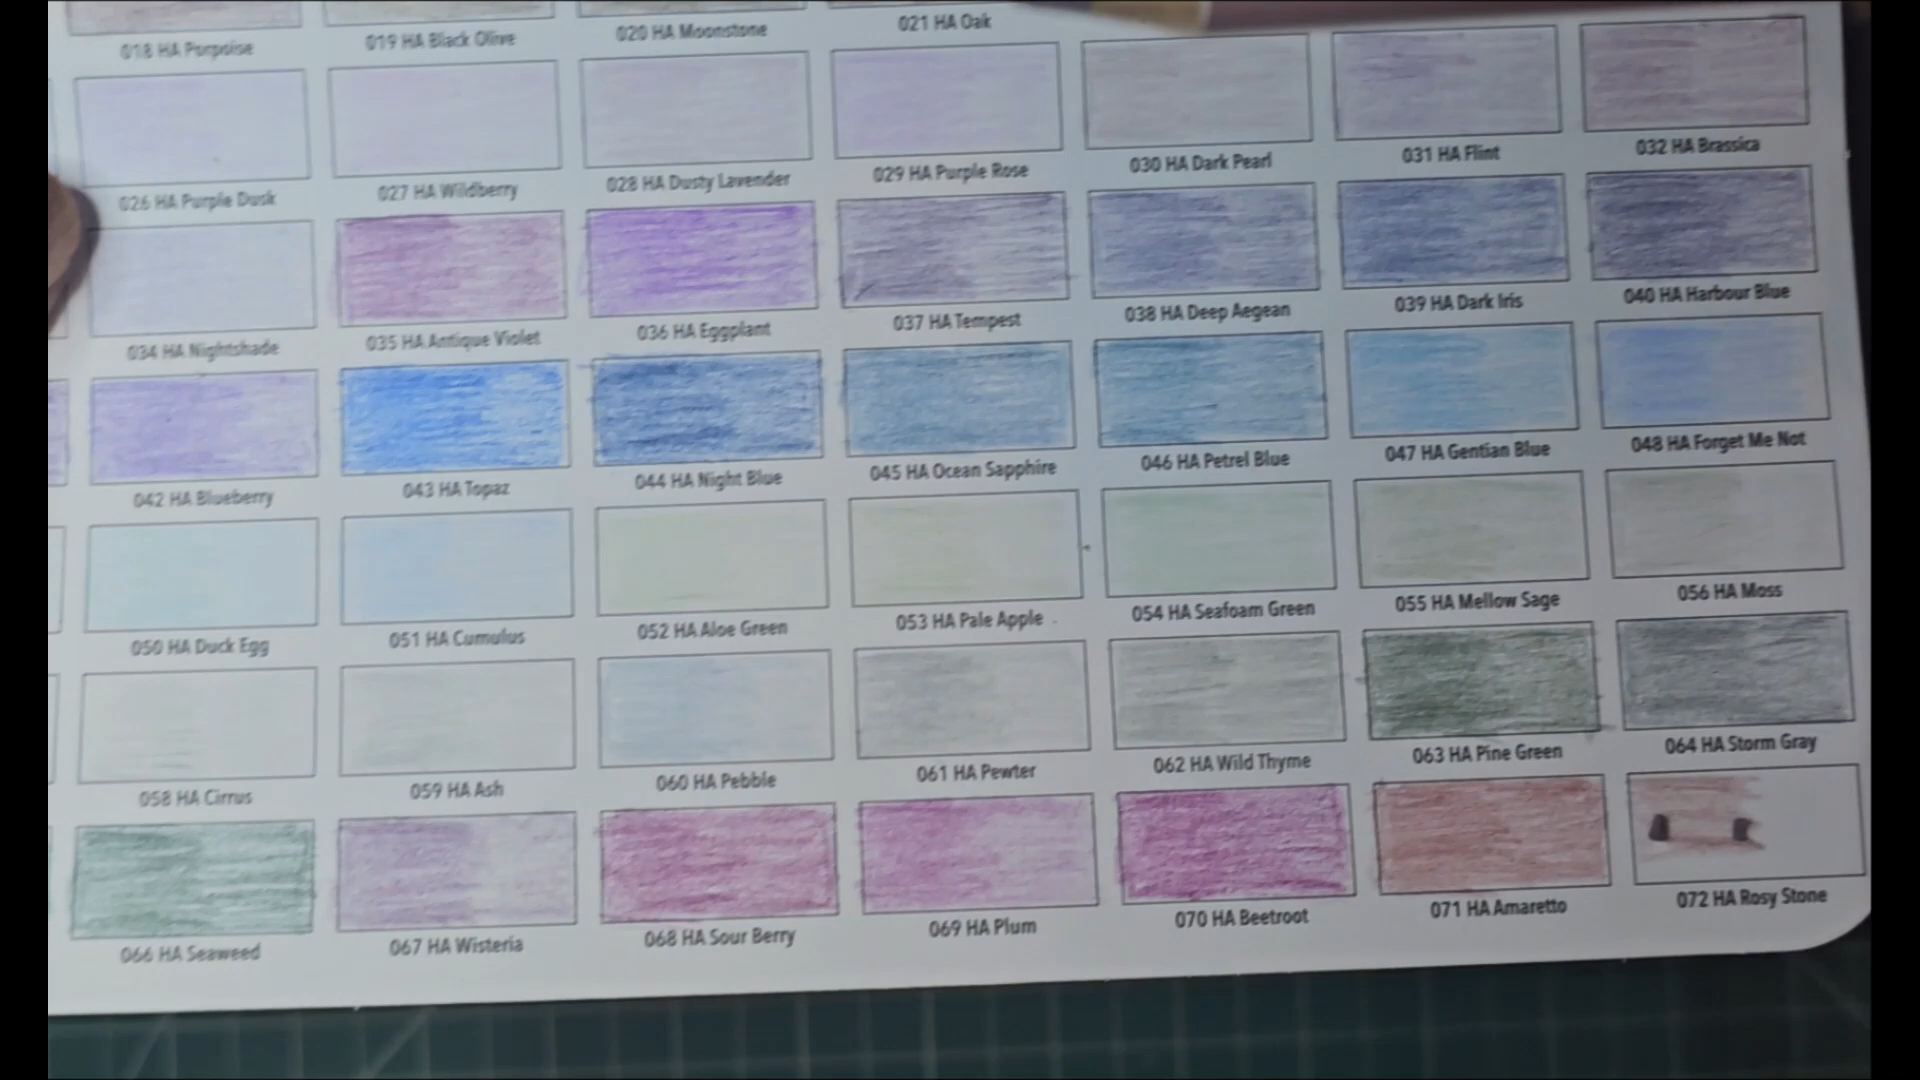 018 HA Porpoise
019 HA Black Olive
020 HA Moonstone
021 HA Oak
026 HA Purple Dusk
027 HA Wildberry
028 HA Dusty Lavender
029 HA Purple Rose
030 HA Dark Pearl
031 HA Flint
032 HA Brassica
034 HA Nightshade
035 HA Antique Violet
036 HA Eggplant
037 HA Tempest
038 HA Deep Aegean
039 HA Dark Iris
040 HA Harbour Blue
042 HA Blueberry
043 HA Topaz
044 HA Night Blue
045 HA Ocean Sapphire
046 HA Petrel Blue
047 HA Gentian Blue
048 HA Forget Me Not
050 HA Duck Egg
051 HA Cumulus
052 HA Aloe Green
053 HA Pale Apple
054 HA Seafoam Green
055 HA Mellow Sage
056 HA Moss
058 HA Cirrus
059 HA Ash
060 HA Pebble
061 HA Pewter
062 HA Wild Thyme
063 HA Pine Green
064 HA Storm Gray
066 HA Seaweed
067 HA Wisteria
068 HA Sour Berry
069 HA Plum
070 HA Beetroot
071 HA Amaretto
072 HA Rosy Stone